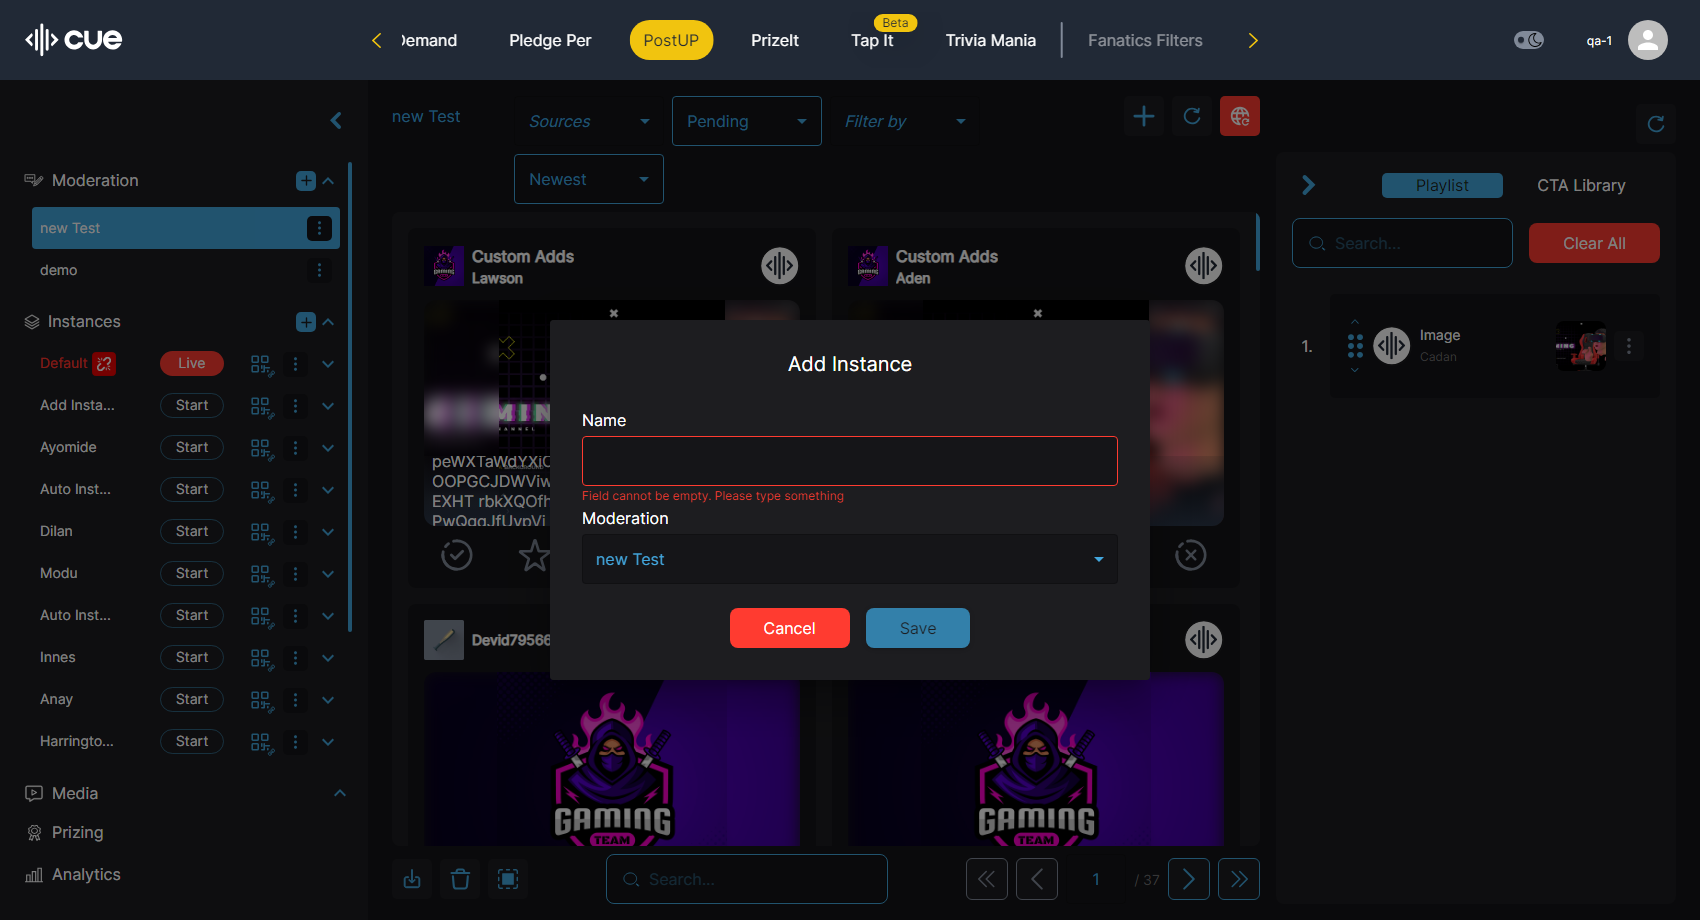 cue
Demand
Pledge Per
PostUP
PrizeIt
Tap It
Beta
Trivia Mania
Fanatics Filters
qa-1
Moderation
new Test
demo
Instances
Default
Live
Add Insta...
Start
Ayomide
Start
Auto Inst...
Start
Dilan
Start
Modu
Start
Auto Inst...
Start
Innes
Start
Anay
Start
Harringto...
Start
Media
Prizing
Analytics
new Test
Sources
Pending
Filter by
Newest
Custom Adds
Lawson
Custom Adds
Aden
peWXTaWdYXiC
OOPGCJDWViw
EXHT rbkXQOfh
PwQggJfUvpVi
Devid79566
GAMING
TEAM
GAMING
TEAM
Add Instance
Name
Field cannot be empty. Please type something
Moderation
new Test
Cancel
Save
Search...
1
/ 37
Playlist
CTA Library
Search...
Clear All
1.
Image
Cadan